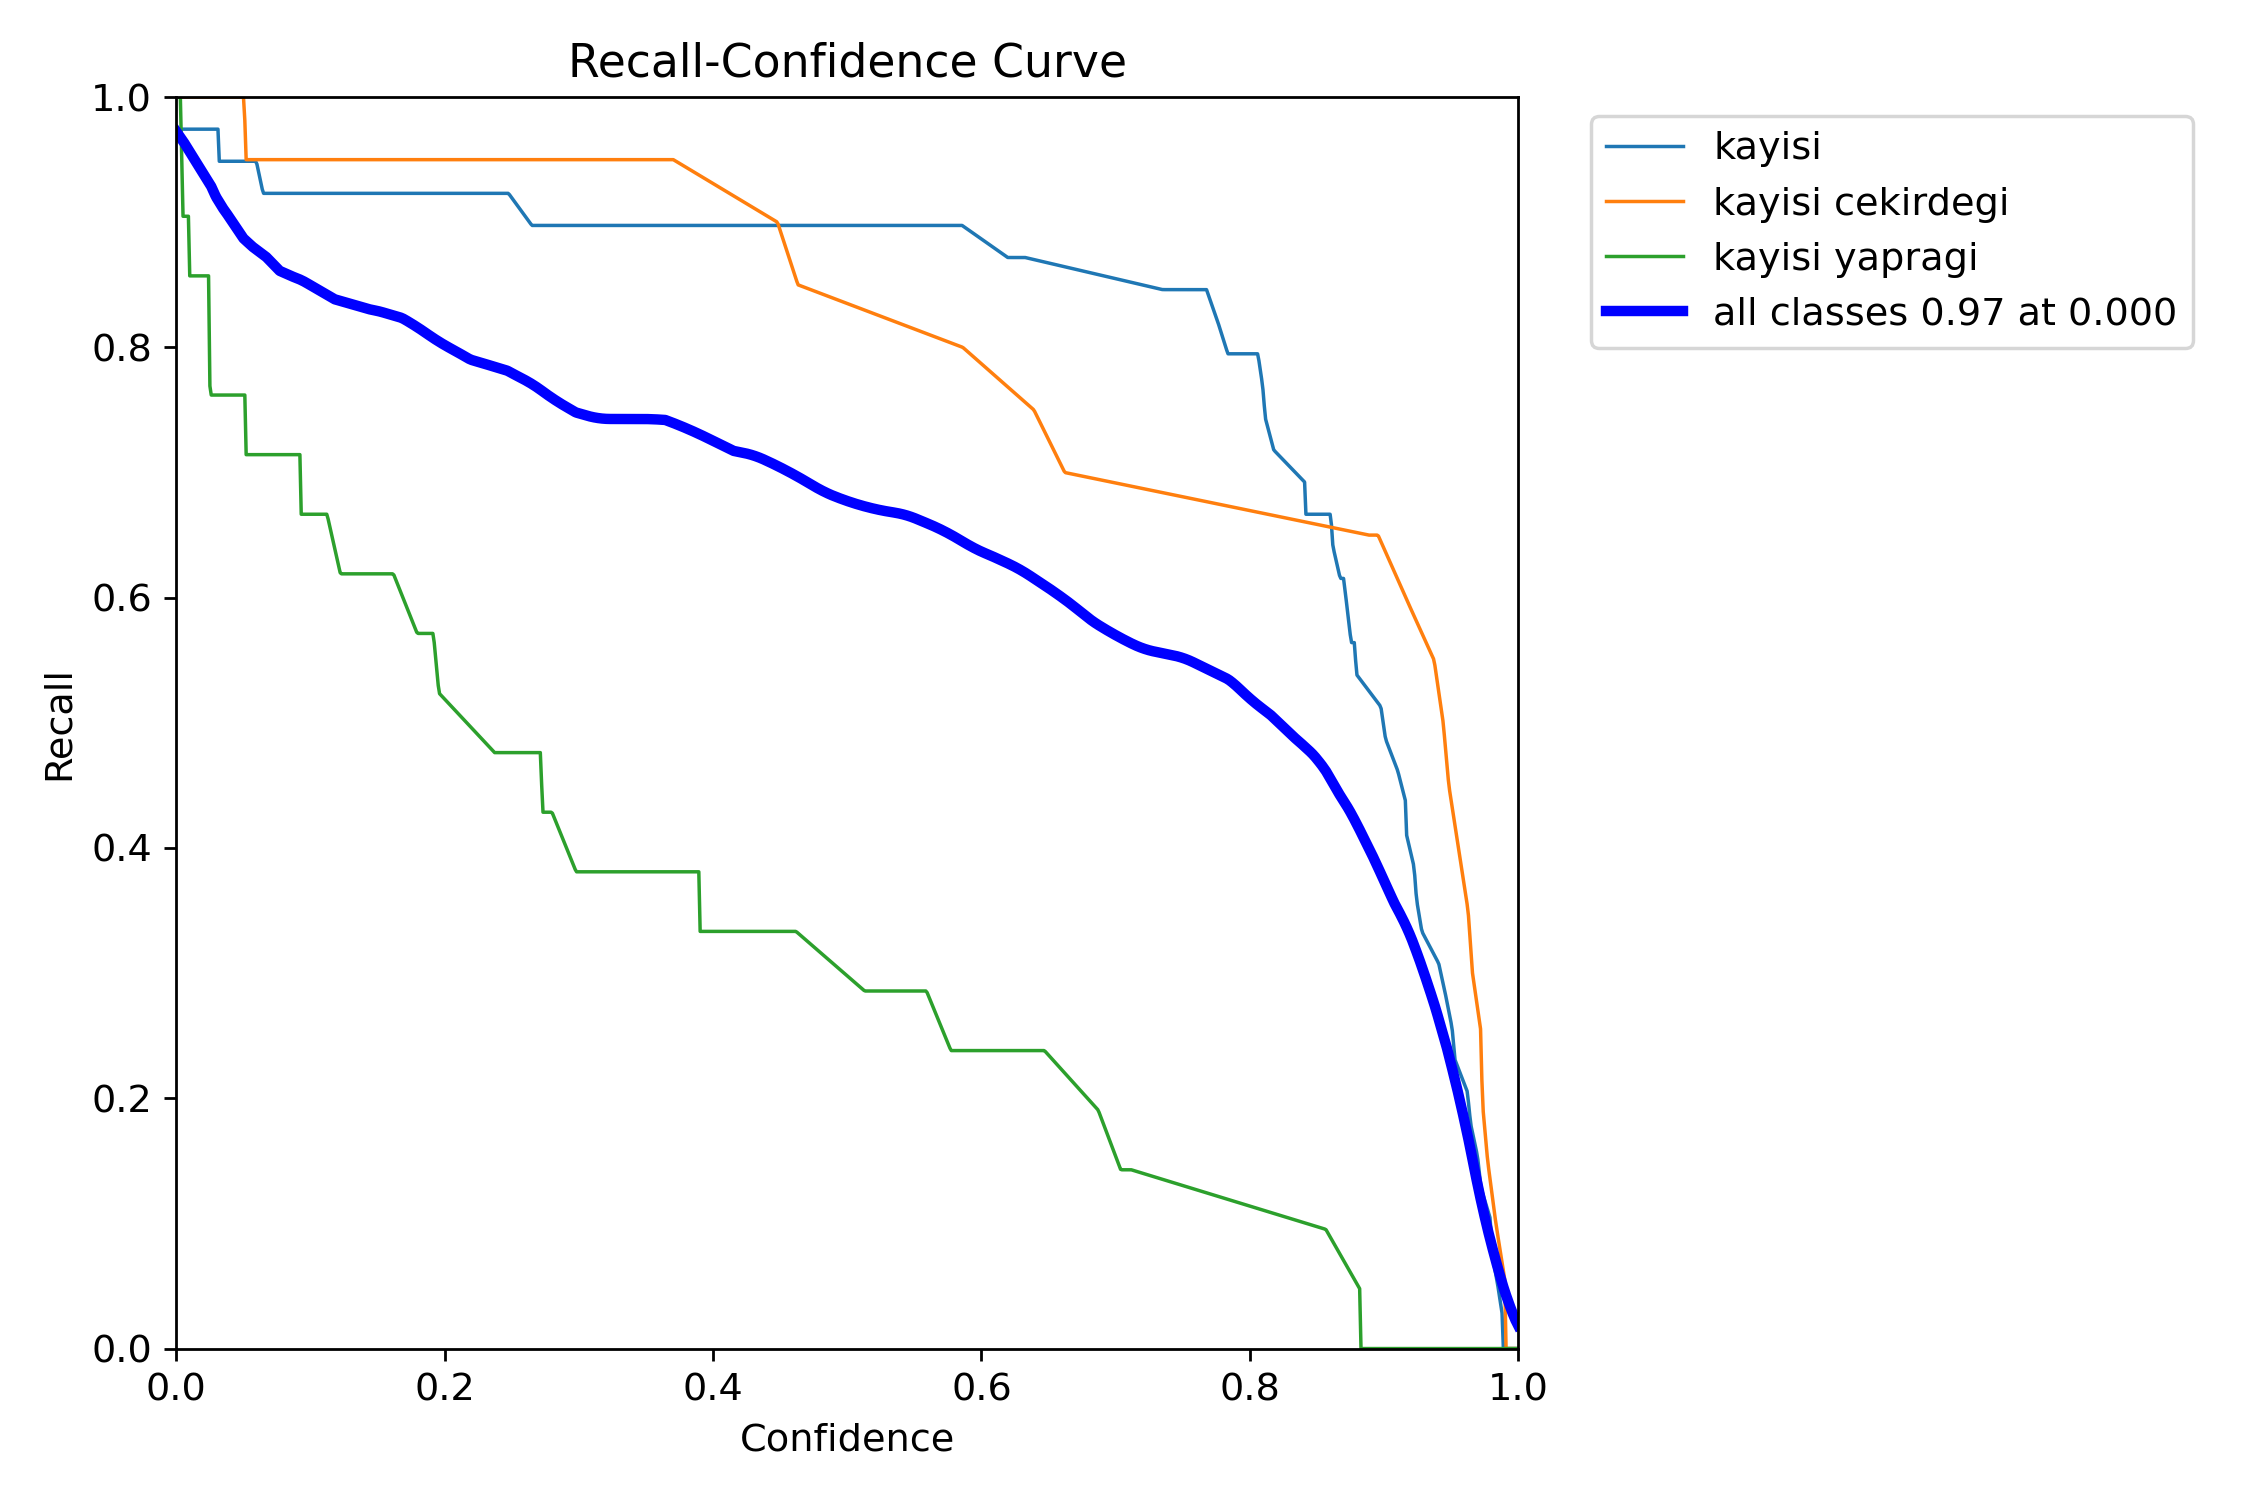 Recall-Confidence Curve
1.0
0.8
0.6
0.4
0.2
0.0
Recall
0.0 0.2 0.4 0.6 0.8 1.0
Confidence
kayisi
kayisi cekirdegi
kayisi yapragi
all classes 0.97 at 0.000